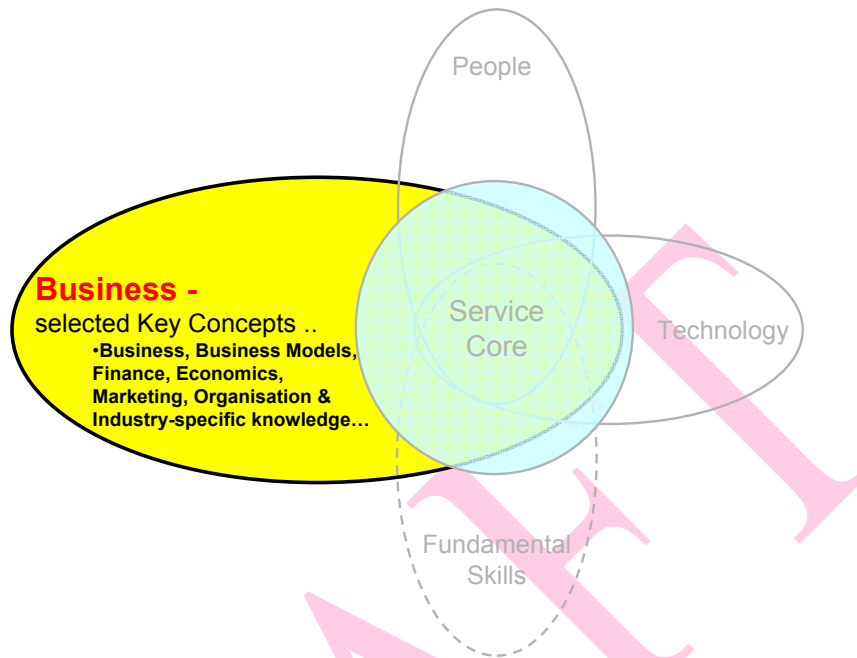 People
Business -
selected Key Concepts ..
•Business, Business Models,
Finance, Economics,
Marketing, Organisation &
Industry-specific knowledge…
Service
Core
Technology
Fundamental
Skills